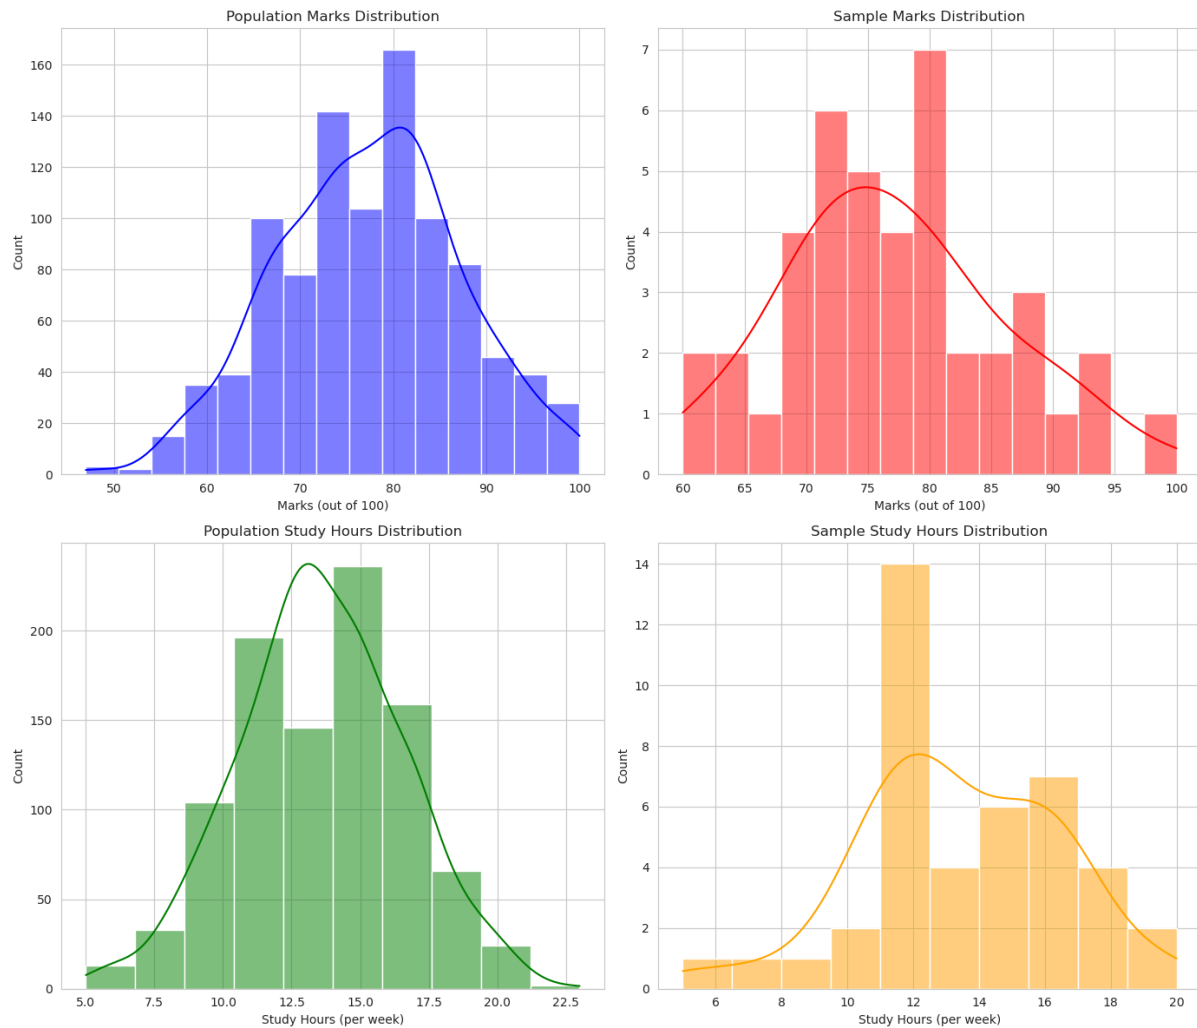 Population Marks Distribution
Count
160
140
120
100
80
60
40
20
0
50 60 70 80 90 100
Marks (out of 100)
Sample Marks Distribution
Count
7
6
5
4
3
2
1
0
60 65 70 75 80 85 90 95 100
Marks (out of 100)
Population Study Hours Distribution
Count
200
150
100
50
0
5.0 7.5 10.0 12.5 15.0 17.5 20.0 22.5
Study Hours (per week)
Sample Study Hours Distribution
Count
14
12
10
8
6
4
2
0
6 8 10 12 14 16 18 20
Study Hours (per week)